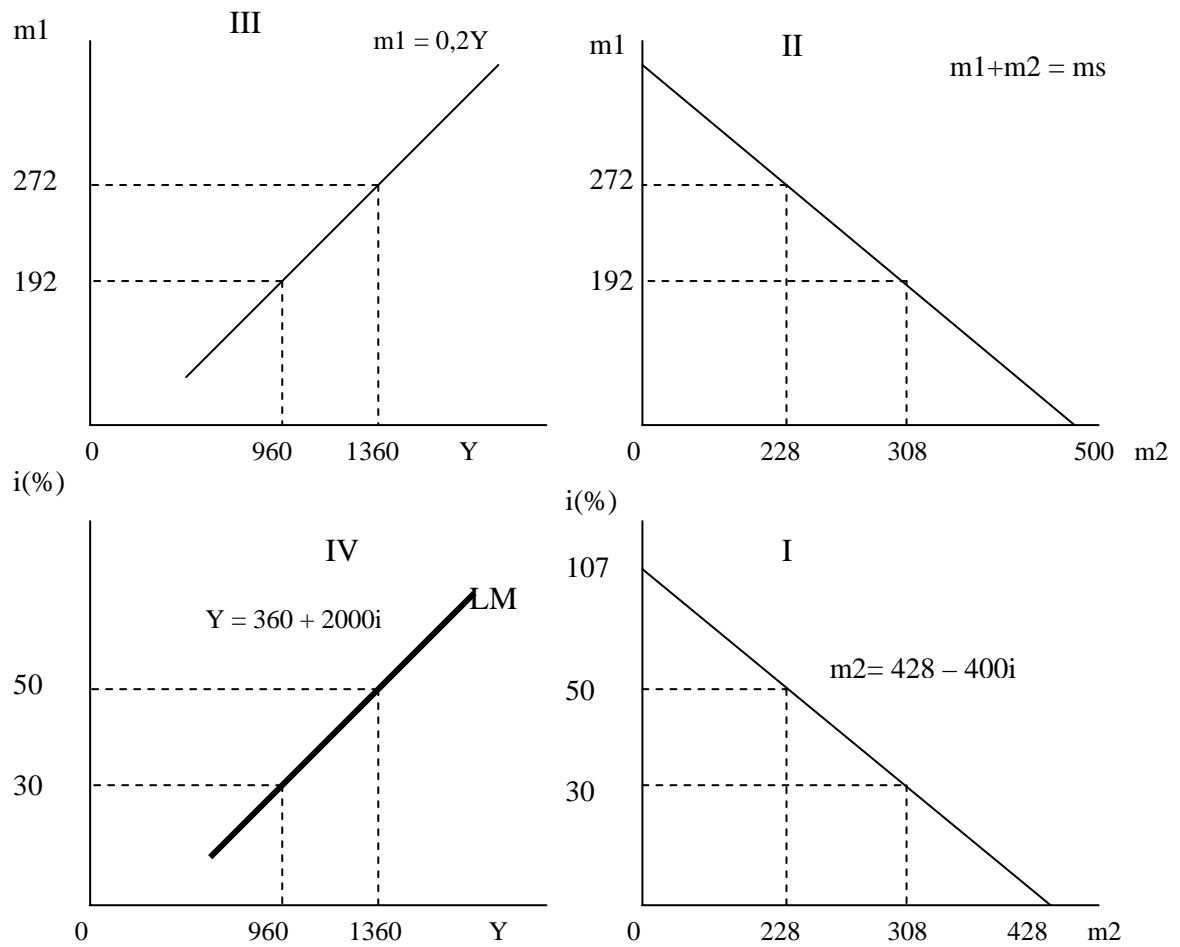 III
m1
m1 = 0,2Y
272
192
0
960
1360
Y
II
m1
m1+m2 = ms
272
192
0
228
308
500
m2
i(%)
IV
LM
Y = 360 + 2000i
50
30
0
960
1360
Y
i(%)
I
107
m2= 428 – 400i
50
30
0
228
308
428
m2